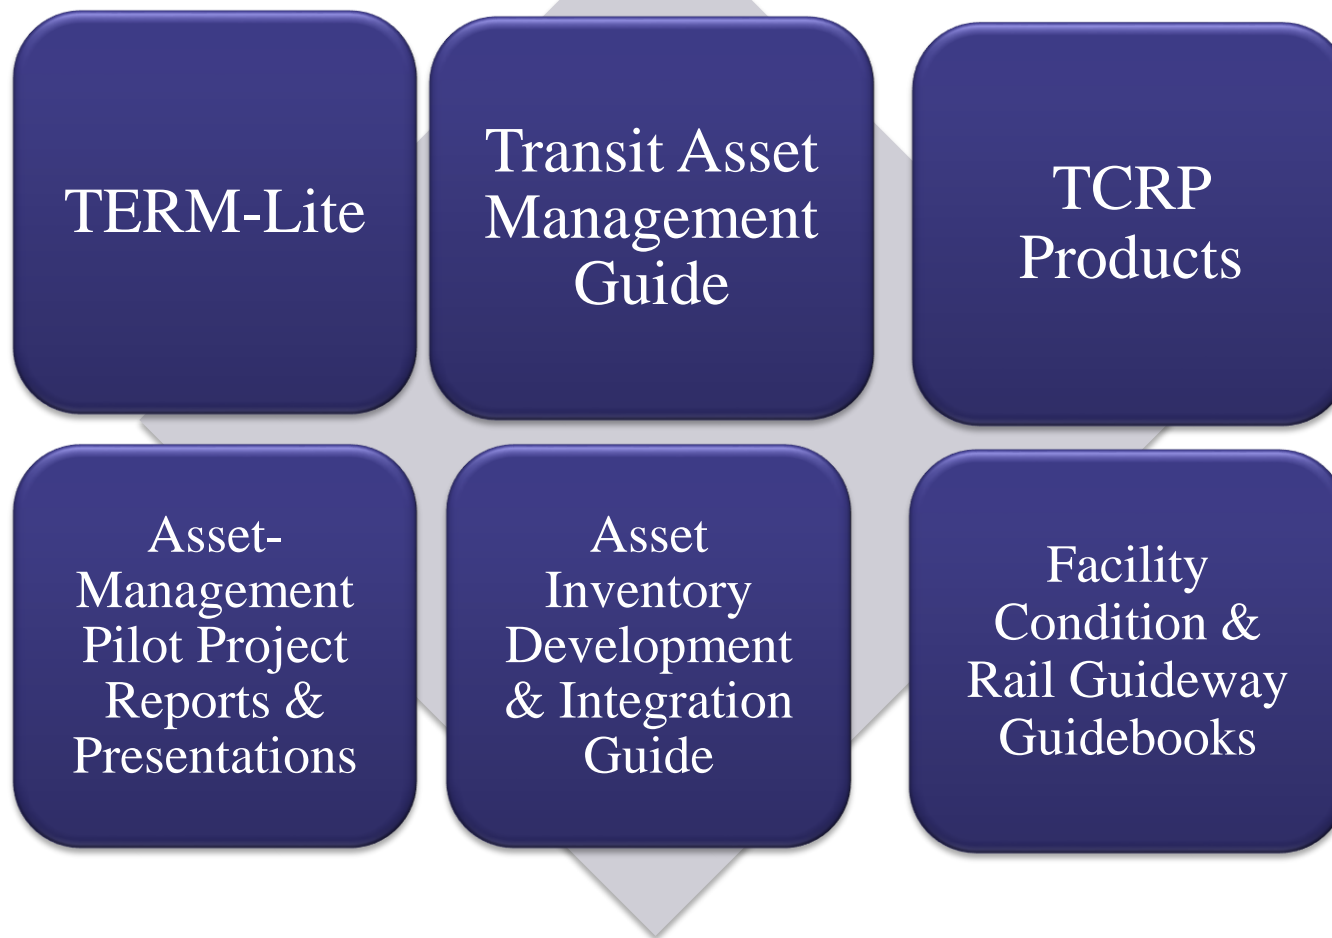 TERM-Lite
Transit Asset
Management
Guide
TCRP
Products
Asset-
Management
Pilot Project
Reports &
Presentations
Asset
Inventory
Development
& Integration
Guide
Facility
Condition &
Rail Guideway
Guidebooks